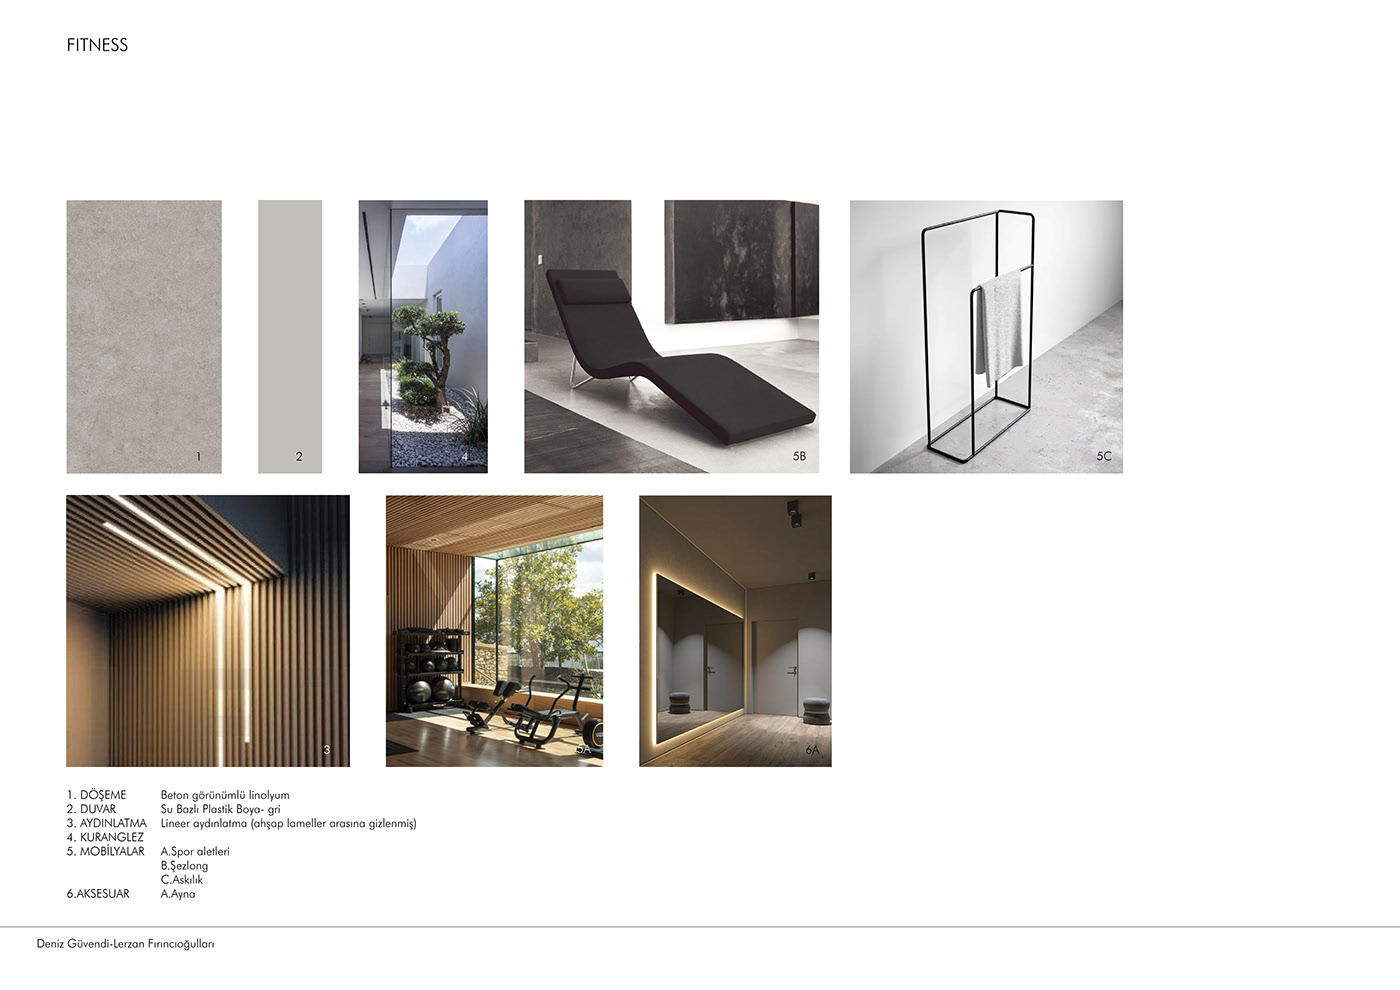 FITNESS
1
2
4
5B
5C
3
5A
6A
1. DÖŞEME Beton görünümlü linolyum
2. DUVAR Su Bazlı Plastik Boya- gri
3. AYDINLATMA Lineer aydınlatma (ahşap lameller arasına gizlenmiş)
4. KURANGLEZ
5. MOBİLYALAR A.Spor aletleri
B.Şezlong
C.Askılık
6.AKSESUAR A.Ayna
Deniz Güvendi-Lerzan Fırıncıoğulları